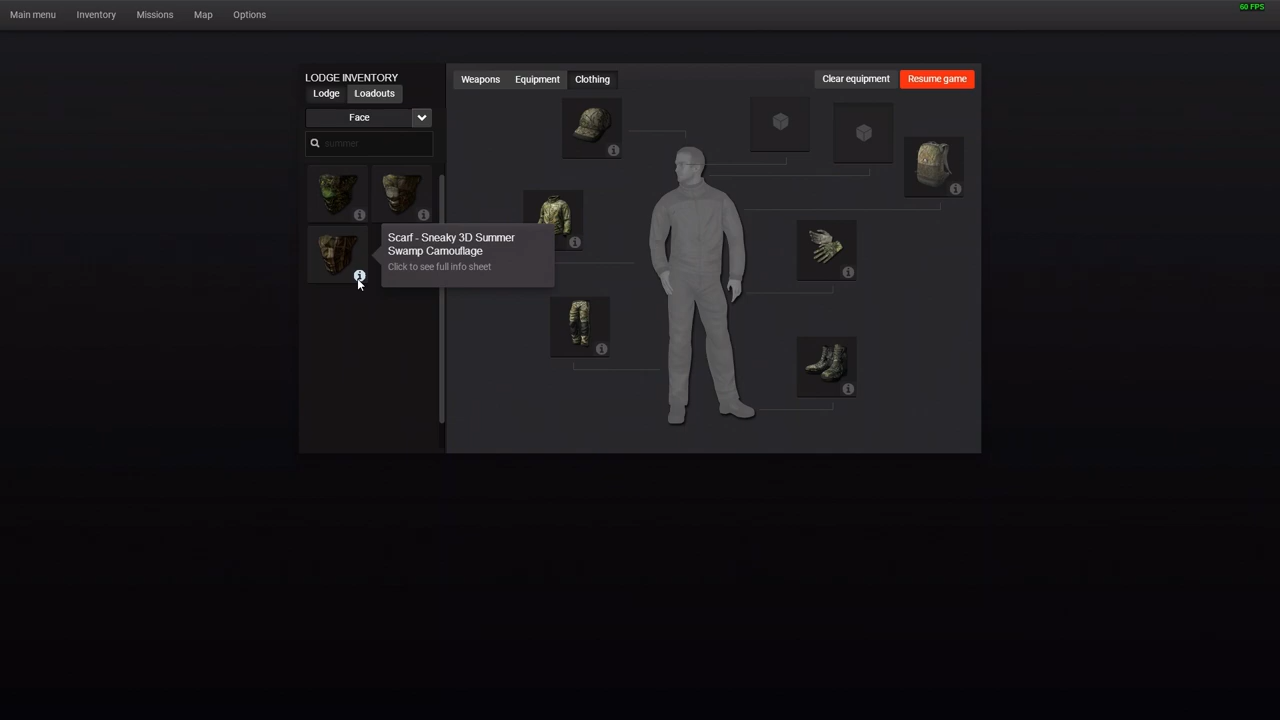 Main menu
Inventory
Missions
Map
Options
60 FPS
LODGE INVENTORY
Lodge
Loadouts
Face
summer
Weapons
Equipment
Clothing
Clear equipment
Resume game
Scarf - Sneaky 3D Summer
Swamp Camouflage
Click to see full info sheet